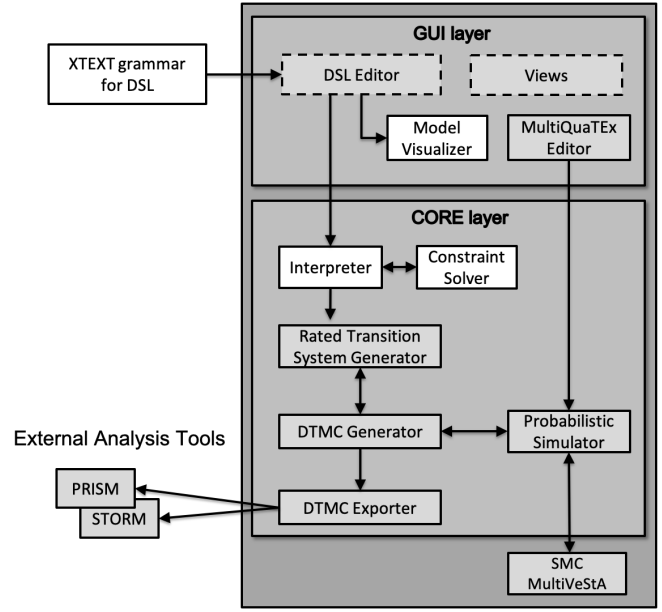 GUI layer
XTEXT grammar
for DSL
DSL Editor
Views
Model
Visualizer
MultiQuaTEx
Editor
CORE layer
Interpreter
Constraint
Solver
Rated Transition
System Generator
DTMC Generator
Probabilistic
Simulator
External Analysis Tools
PRISM
STORM
DTMC Exporter
SMC
MultiVeStA